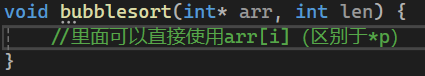 void bubblesort(int* arr, int len) {
//里面可以直接使用arr[i]（区别于*p）
}